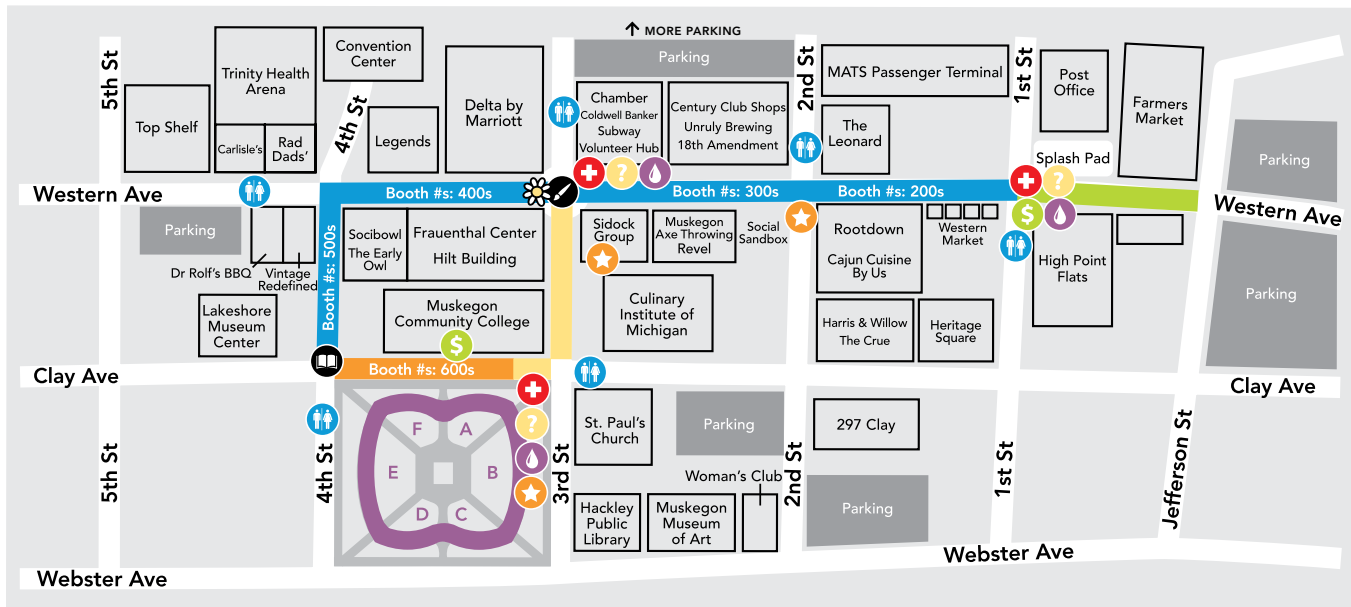 MORE PARKING
5th St
Trinity Health
Arena
Convention
Center
4th St
Top Shelf
Carlisle's
Rad
Dads'
Legends
Delta by
Marriott
Parking
Chamber
Coldwell Banker
Subway
Volunteer Hub
Century Club Shops
Unruly Brewing
18th Amendment
2nd St
MATS Passenger Terminal
The
Leonard
1st St
Post
Office
Farmers
Market
Splash Pad
Parking
Western Ave
Booth #s: 400s
?
Booth #s: 300s
Booth #s: 200s
?
$
Western Ave
Parking
Dr Rolf's BBQ
Vintage
Redefined
Booth #s: 500s
Socibowl
The Early
Owl
Frauenthal Center
Hilt Building
Sidock
Group
Muskegon
Axe Throwing
Revel
Social
Sandbox
Rootdown
Cajun Cuisine
By Us
Western
Market
High Point
Flats
Parking
Lakeshore
Museum
Center
Muskegon
Community College
$
Culinary
Institute of
Michigan
Harris & Willow
The Crue
Heritage
Square
Clay Ave
Booth #s: 600s
Clay Ave
5th St
4th St
F
A
E
B
D
C
?
3rd St
St. Paul's
Church
Parking
2nd St
297 Clay
1st St
Jefferson St
Woman's Club
Hackley
Public
Library
Muskegon
Museum
of Art
Parking
Webster Ave
Webster Ave